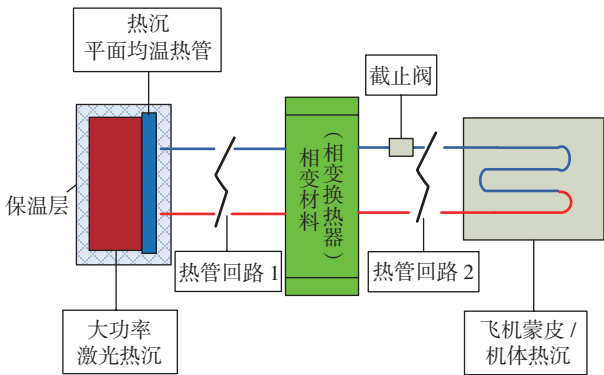 热沉
平面均温热管
截止阀
保温层
相变材料
（相变换热器）
热管回路 1
热管回路 2
大功率
激光热沉
飞机蒙皮 /
机体热沉